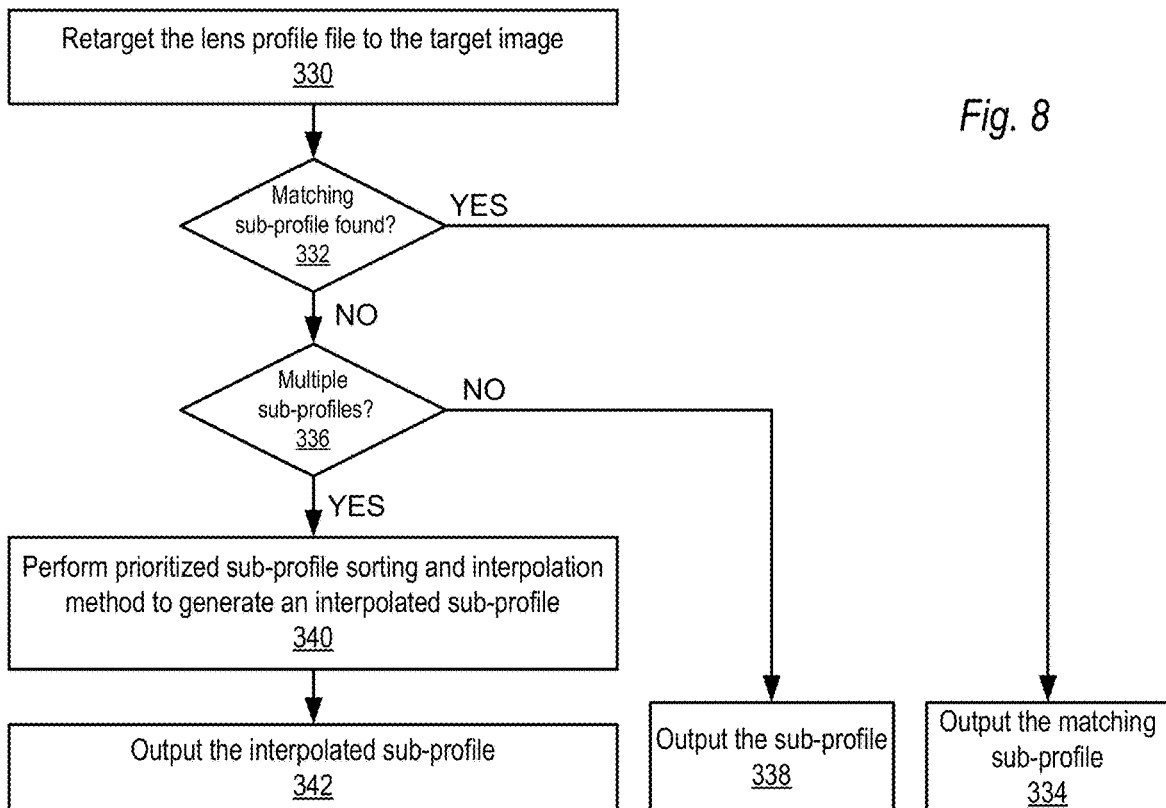 Retarget the lens profile file to the target image
330
Fig. 8
Matching
sub-profile found?
332
YES
NO
Multiple
sub-profiles?
336
NO
YES
Perform prioritized sub-profile sorting and interpolation
method to generate an interpolated sub-profile
340
Output the interpolated sub-profile
342
Output the sub-profile
338
Output the matching
sub-profile
334